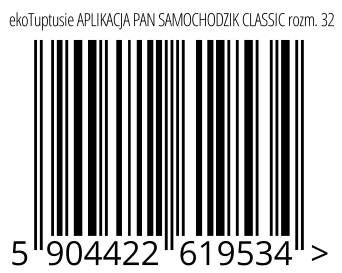 ekoTuptusie APLIKACJA PAN SAMOCHODZIK CLASSIC rozm. 32
5 904422 619534 >